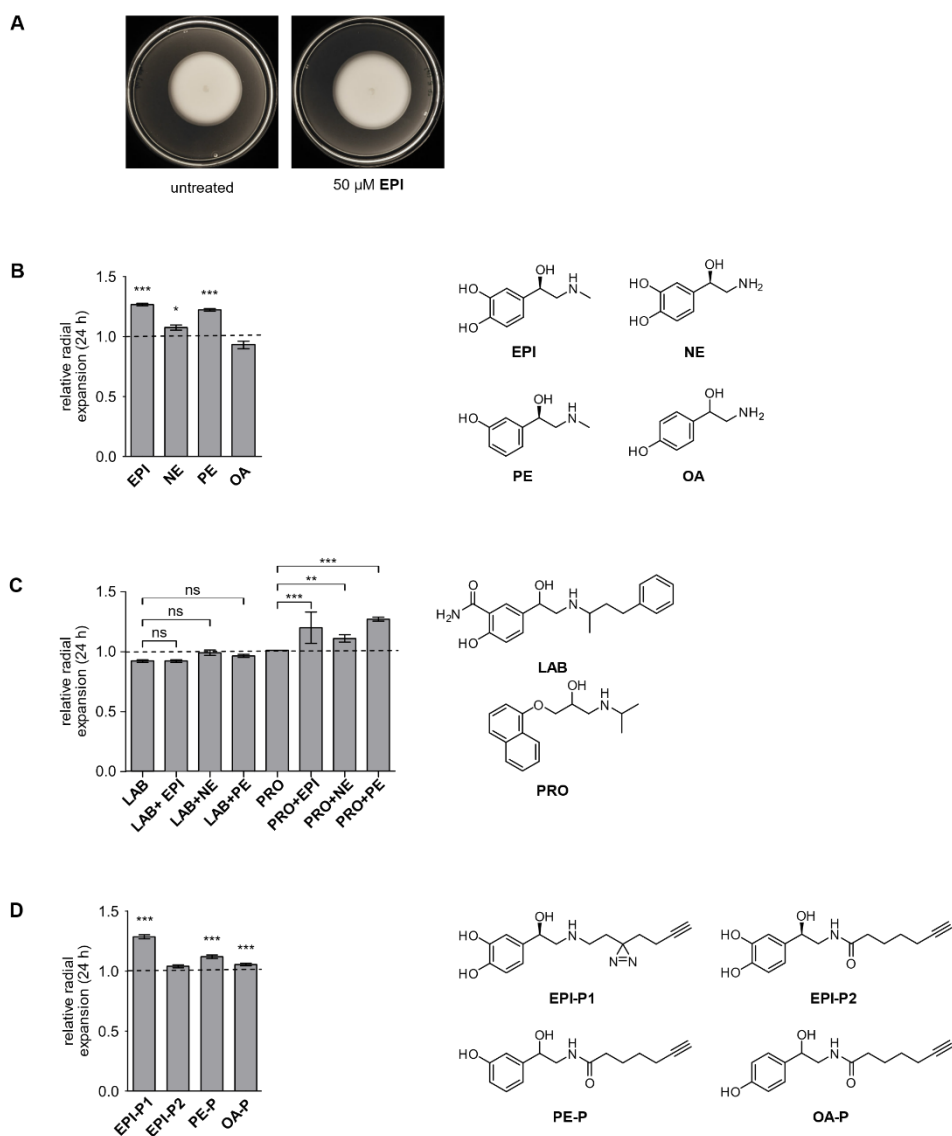 A
untreated
50 µM EPI
B
relative radial
expansion (24 h)
1.5
1.0
1.5
0.0
***
*
***
EPI
NE
PE
OA
OH
H
N
HO
HO
EPI
OH
NH2
HO
HO
NE
OH
H
N
HO
PE
OH
NH2
HO
OA
C
relative radial
expansion (24 h)
1.5
1.0
0.5
0.0
ns
ns
ns
***
**
***
LAB
LAB+ EPI
LAB+NE
LAB+PE
PRO
PRO+EPI
PRO+NE
PRO+PE
O
H2N
HO
OH
H
N
LAB
OH
O
H
N
PRO
D
relative radial
expansion (24 h)
1.5
1.0
1.5
0.0
***
***
***
EPI-P1
EPI-P2
PE-P
OA-P
OH
H
N
HO
HO
N=N
EPI-P1
OH
H
N
HO
HO
O
EPI-P2
OH
H
N
HO
O
PE-P
OH
H
N
HO
O
OA-P